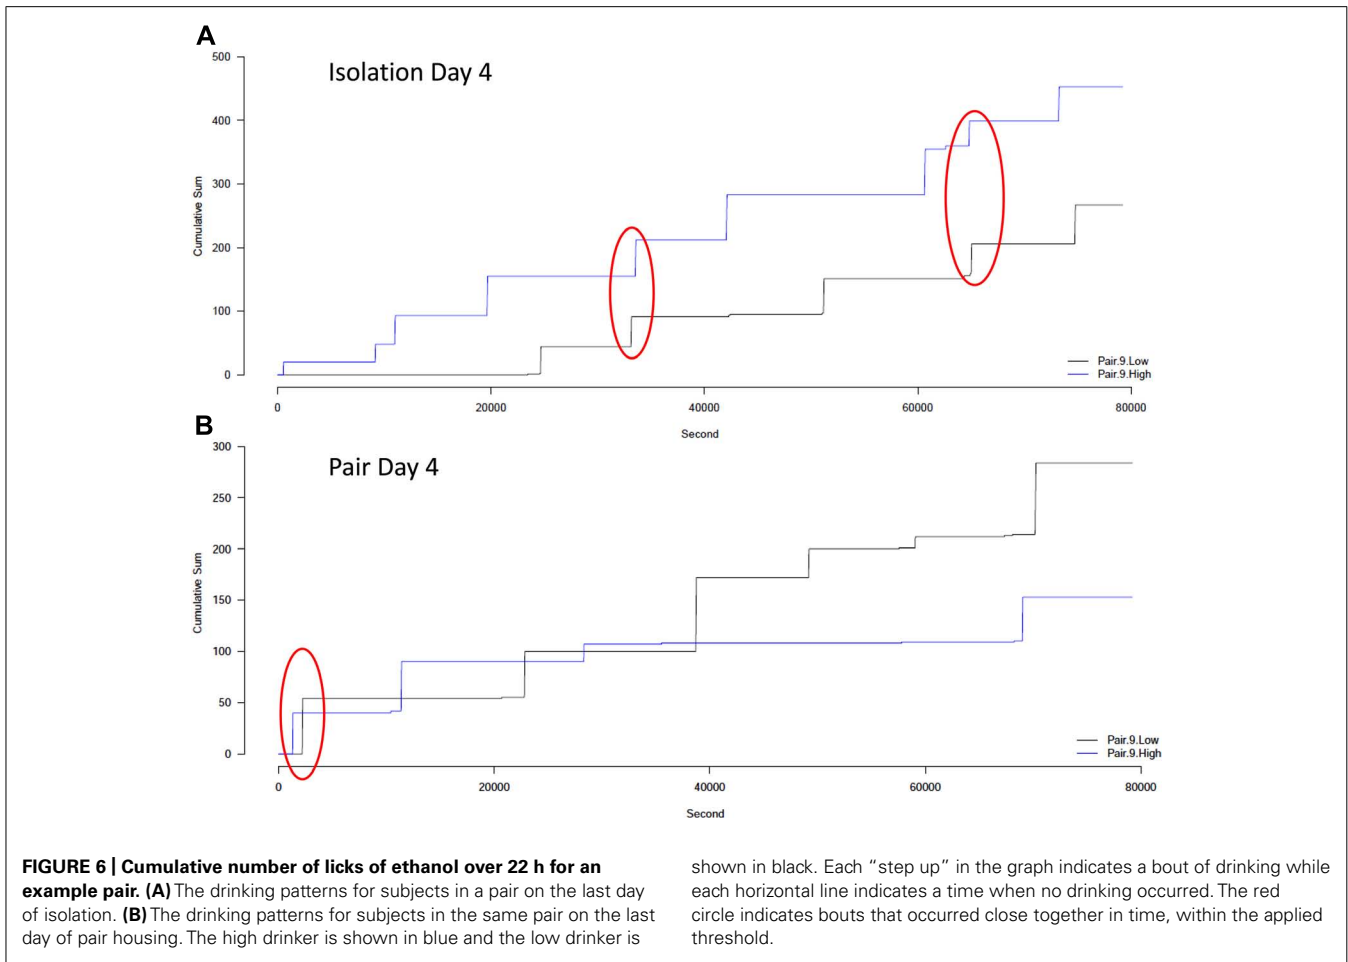 A
500
400
300
200
100
0
Cumulative Sum
Isolation Day 4
Pair.9.Low
Pair.9.High
0 20000 40000 60000 80000
Second
B
300
250
200
150
100
50
0
Cumulative Sum
Pair Day 4
Pair.9.Low
Pair.9.High
0 20000 40000 60000 80000
Second
FIGURE 6 | Cumulative number of licks of ethanol over 22 h for an
example pair. (A) The drinking patterns for subjects in a pair on the last day
of isolation. (B) The drinking patterns for subjects in the same pair on the last
day of pair housing. The high drinker is shown in blue and the low drinker is
shown in black. Each “step up” in the graph indicates a bout of drinking while
each horizontal line indicates a time when no drinking occurred. The red
circle indicates bouts that occurred close together in time, within the applied
threshold.